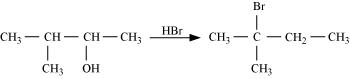 Br
CH₃ — CH — CH — CH₃ HBr CH₃ — C — CH₂ — CH₃
CH₃ OH CH₃